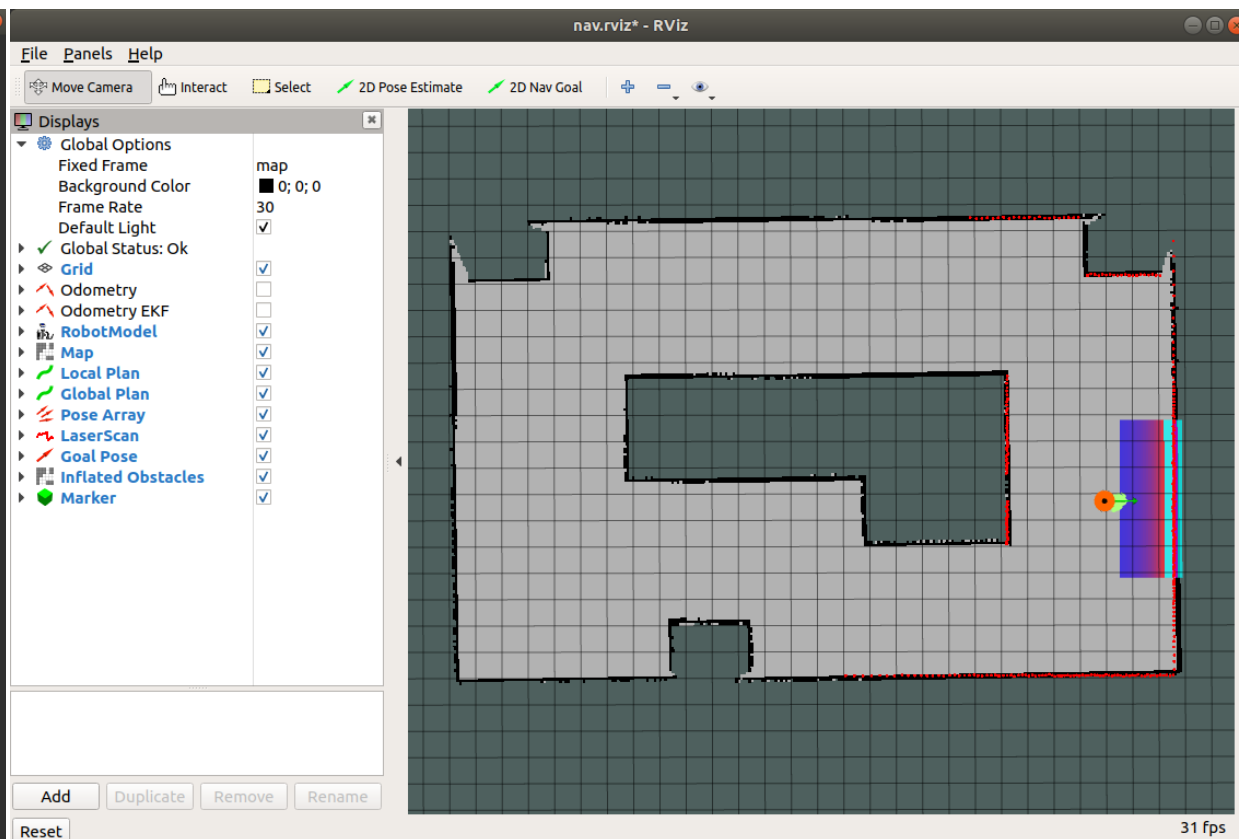 nav.rviz* - RViz
File Panels Help
Move Camera Interact Select 2D Pose Estimate 2D Nav Goal
Displays
Global Options
Fixed Frame map
Background Color 0; 0; 0
Frame Rate 30
Default Light
Global Status: Ok
Grid
Odometry
Odometry EKF
RobotModel
Map
Local Plan
Global Plan
Pose Array
LaserScan
Goal Pose
Inflated Obstacles
Marker
Add Duplicate Remove Rename
Reset 31 fps